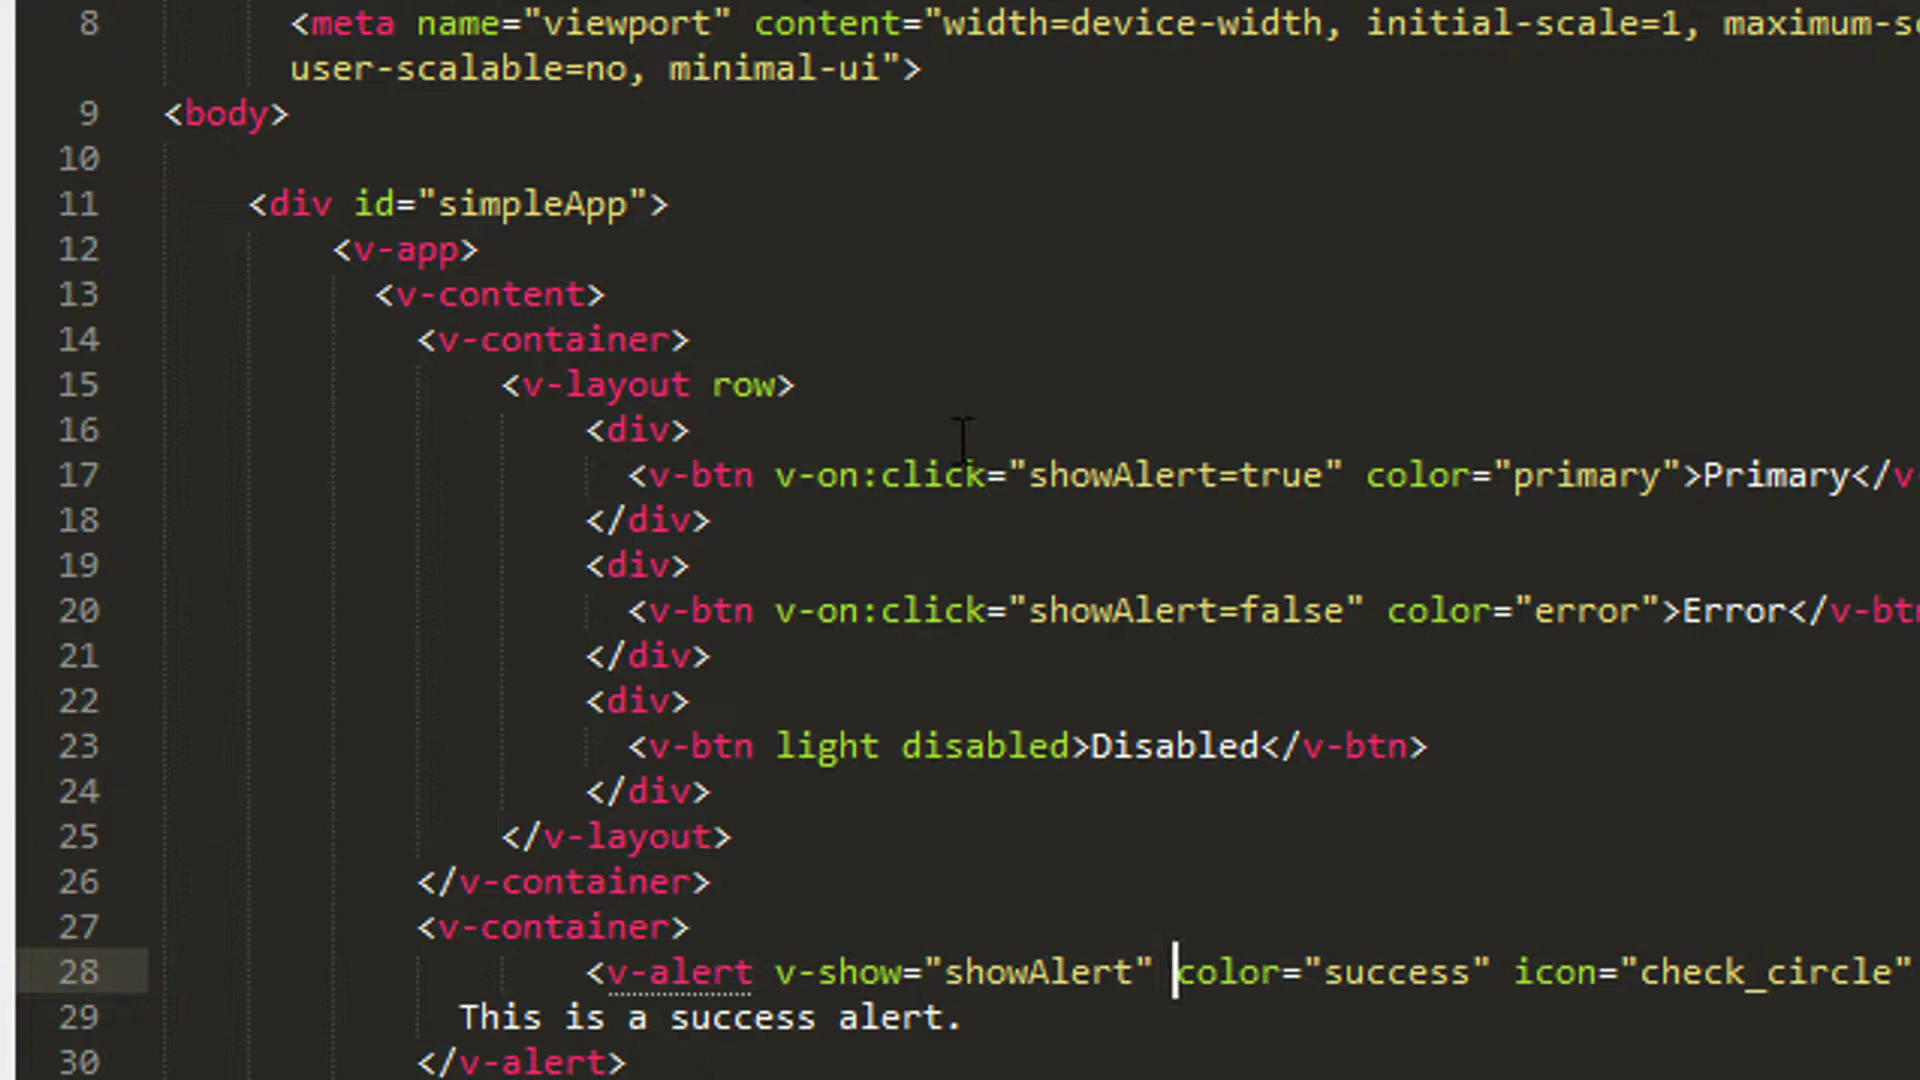 8 <meta name="viewport" content="width=device-width, initial-scale=1, maximum-s
user-scalable=no, minimal-ui">
9 <body>
10
11 <div id="simpleApp">
12 <v-app>
13 <v-content>
14 <v-container>
15 <v-layout row>
16 <div>
17 <v-btn v-on:click="showAlert=true" color="primary">Primary</v
18 </div>
19 <div>
20 <v-btn v-on:click="showAlert=false" color="error">Error</v-bt
21 </div>
22 <div>
23 <v-btn light disabled>Disabled</v-btn>
24 </div>
25 </v-layout>
26 </v-container>
27 <v-container>
28 <v-alert v-show="showAlert" color="success" icon="check_circle"
29 This is a success alert.
30 </v-alert>